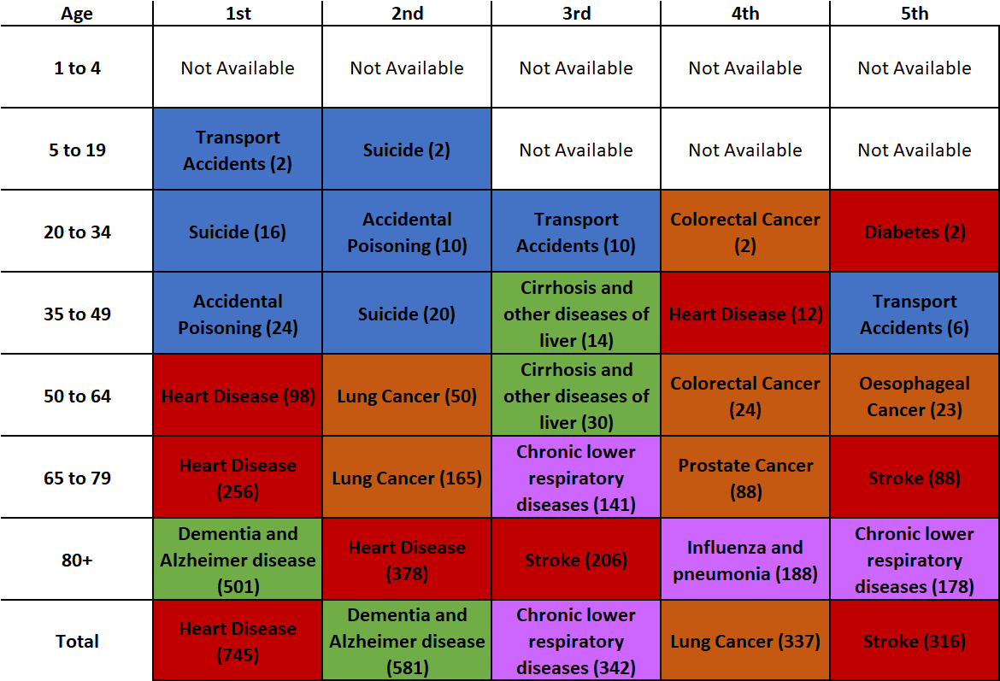 Age 1st 2nd 3rd 4th 5th
1 to 4 Not Available Not Available Not Available Not Available Not Available
5 to 19 Transport Accidents (2) Suicide (2) Not Available Not Available Not Available
20 to 34 Suicide (16) Accidental Poisoning (10) Transport Accidents (10) Colorectal Cancer (2) Diabetes (2)
35 to 49 Accidental Poisoning (24) Suicide (20) Cirrhosis and other diseases of liver (14) Heart Disease (12) Transport Accidents (6)
50 to 64 Heart Disease (98) Lung Cancer (50) Cirrhosis and other diseases of liver (30) Colorectal Cancer (24) Oesophageal Cancer (23)
65 to 79 Heart Disease (256) Lung Cancer (165) Chronic lower respiratory diseases (141) Prostate Cancer (88) Stroke (88)
80+ Dementia and Alzheimer disease (501) Heart Disease (378) Stroke (206) Influenza and pneumonia (188) Chronic lower respiratory diseases (178)
Total Heart Disease (745) Dementia and Alzheimer disease (581) Chronic lower respiratory diseases (342) Lung Cancer (337) Stroke (316)